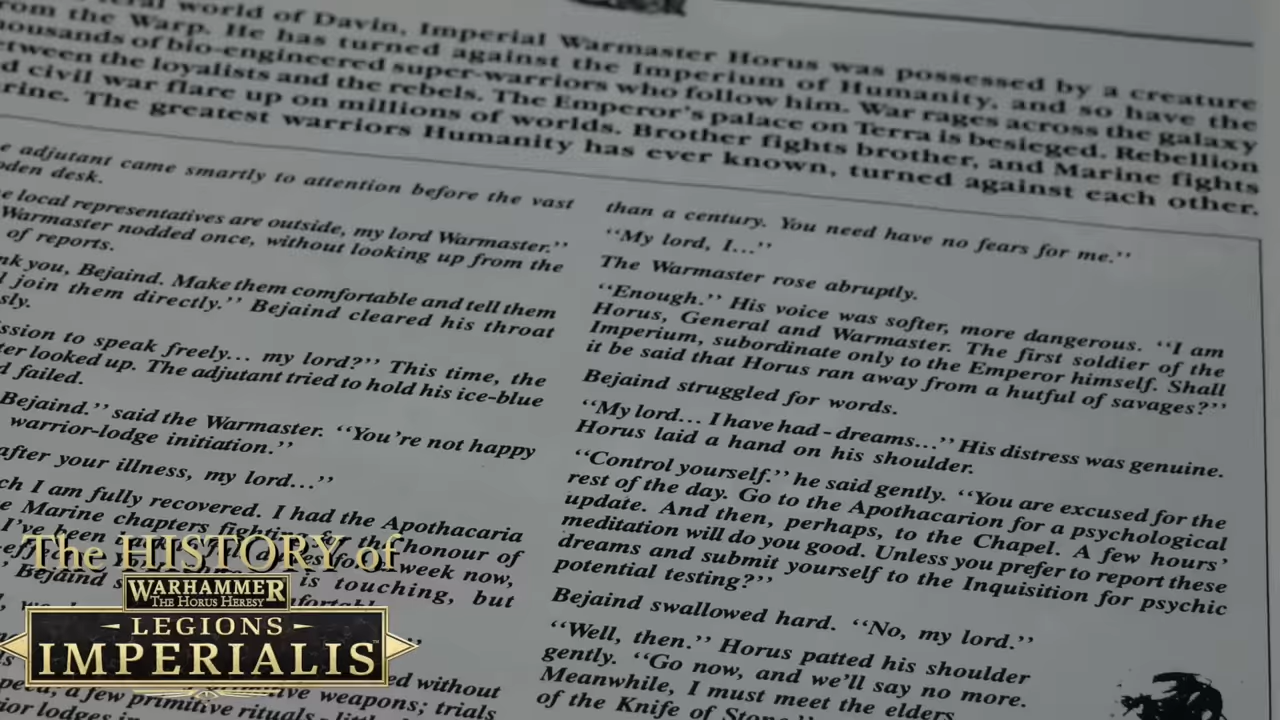 world of Davin, Imperial Warmaster Horus was possessed by a creature
from the Warp. He has turned against the Imperium of Humanity, and so have the
thousands of bio-engineered super-warriors who follow him. War rages across the galaxy
between the loyalists and the rebels. The Emperor's palace on Terra is besieged. Rebellion
civil war flare up on millions of worlds. Brother fights brother, and Marine fights
The greatest warriors Humanity has ever known, turned against each other.
adjutant came smartly to attention before the vast
desk.
local representatives are outside, my lord Warmaster."
Warmaster nodded once, without looking up from the
of reports.
you, Bejaind. Make them comfortable and tell them
join them directly." Bejaind cleared his throat
to speak freely... my lord?" This time, the
looked up. The adjutant tried to hold his ice-blue
failed.
Bejaind." said the Warmaster. "You're not happy
warrior-lodge initiation."
after your illness, my lord..."
I am fully recovered. I had the Apothecaria
Marine chapters fighting for the honour of
I've been week now,
Bejaind is touching, but
without
weapons; trials
a few primitive rituals
lodges in
than a century. You need have no fears for me."
"My lord, I..."
The Warmaster rose abruptly.
"Enough." His voice was softer, more dangerous. "I am
Horus, General and Warmaster. The first soldier of the
Imperium, subordinate only to the Emperor himself. Shall
it be said that Horus ran away from a hutful of savages?"
Bejaind struggled for words.
"My lord... I have had - dreams..." His distress was genuine.
Horus laid a hand on his shoulder.
"Control yourself." he said gently. "You are excused for the
rest of the day. Go to the Apothacarion for a psychological
update. And then, perhaps, to the Chapel. A few hours'
meditation will do you good. Unless you prefer to report these
dreams and submit yourself to the Inquisition for psychic
potential testing?"
Bejaind swallowed hard. "No, my lord."
"Well, then." Horus patted his shoulder
gently. "Go now, and we'll say no more.
Meanwhile, I must meet the elders
of the Knife of Stone"
The HISTORY of
WARHAMMER
THE HORUS HERESY
LEGIONS
IMPERIALIS